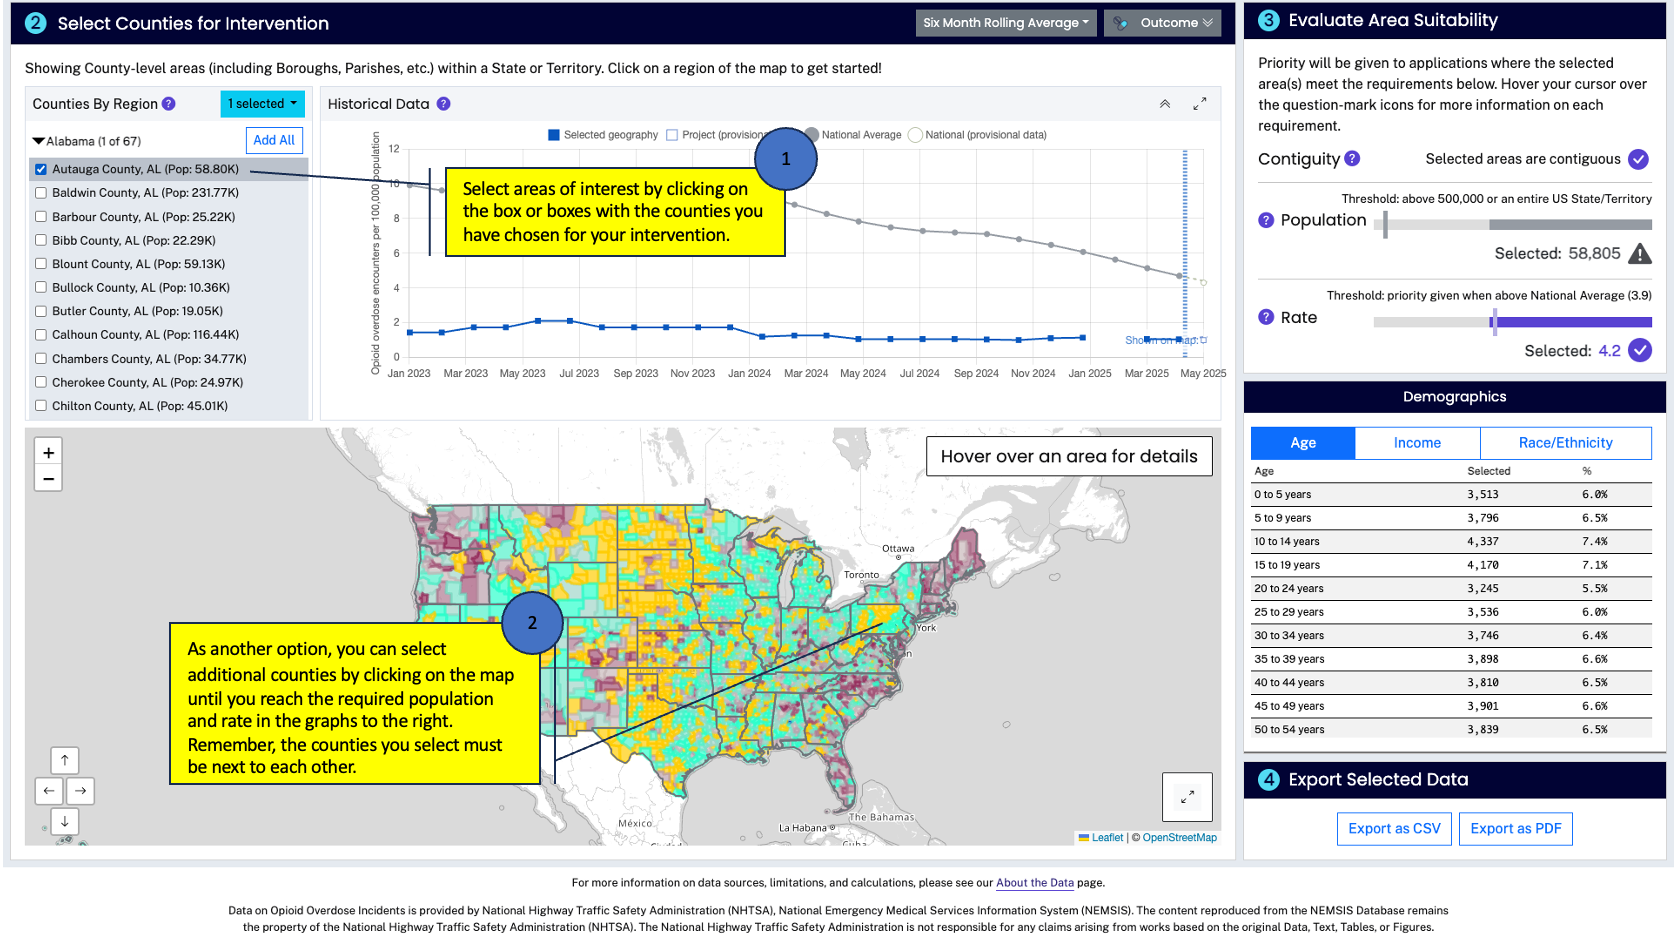 2 Select Counties for Intervention
Six Month Rolling Average
Outcome
Showing County-level areas (including Boroughs, Parishes, etc.) within a State or Territory. Click on a region of the map to get started!
Counties By Region ?
1 selected
Alabama (1 of 67)
Add All
Autauga County, AL (Pop: 58.80K)
Baldwin County, AL (Pop: 231.77K)
Barbour County, AL (Pop: 25.22K)
Bibb County, AL (Pop: 22.29K)
Blount County, AL (Pop: 59.13K)
Bullock County, AL (Pop: 10.36K)
Butler County, AL (Pop: 19.05K)
Calhoun County, AL (Pop: 116.44K)
Chambers County, AL (Pop: 34.77K)
Cherokee County, AL (Pop: 24.97K)
Chilton County, AL (Pop: 45.01K)
Historical Data ?
Selected geography
Project (provisional
National Average
National (provisional data)
Opioid overdose encounters per 100,000 population
12
10
8
6
4
2
0
Shown on map:
Jan 2023 Mar 2023 May 2023 Jul 2023 Sep 2023 Nov 2023 Jan 2024 Mar 2024 May 2024 Jul 2024 Sep 2024 Nov 2024 Jan 2025 Mar 2025 May 2025
1
Select areas of interest by clicking on
the box or boxes with the counties you
have chosen for your intervention.
+
−
Hover over an area for details
Ottawa
Toronto
York
México
La Habana
The Bahamas
Cuba
Ciudad
2
As another option, you can select
additional counties by clicking on the map
until you reach the required population
and rate in the graphs to the right.
Remember, the counties you select must
be next to each other.
↑
← →
↓
Leaflet | © OpenStreetMap
3 Evaluate Area Suitability
Priority will be given to applications where the selected
area(s) meet the requirements below. Hover your cursor over
the question-mark icons for more information on each
requirement.
Contiguity ? Selected areas are contiguous
Threshold: above 500,000 or an entire US State/Territory
? Population
Selected: 58,805
Threshold: priority given when above National Average (3.9)
? Rate
Selected: 4.2
Demographics
Age Income Race/Ethnicity
Age Selected %
0 to 5 years 3,513 6.0%
5 to 9 years 3,796 6.5%
10 to 14 years 4,337 7.4%
15 to 19 years 4,170 7.1%
20 to 24 years 3,245 5.5%
25 to 29 years 3,536 6.0%
30 to 34 years 3,746 6.4%
35 to 39 years 3,898 6.6%
40 to 44 years 3,810 6.5%
45 to 49 years 3,901 6.6%
50 to 54 years 3,839 6.5%
4 Export Selected Data
Export as CSV Export as PDF
For more information on data sources, limitations, and calculations, please see our About the Data page.
Data on Opioid Overdose Incidents is provided by National Highway Traffic Safety Administration (NHTSA), National Emergency Medical Services Information System (NEMSIS). The content reproduced from the NEMSIS Database remains
the property of the National Highway Traffic Safety Administration (NHTSA). The National Highway Traffic Safety Administration is not responsible for any claims arising from works based on the original Data, Text, Tables, or Figures.